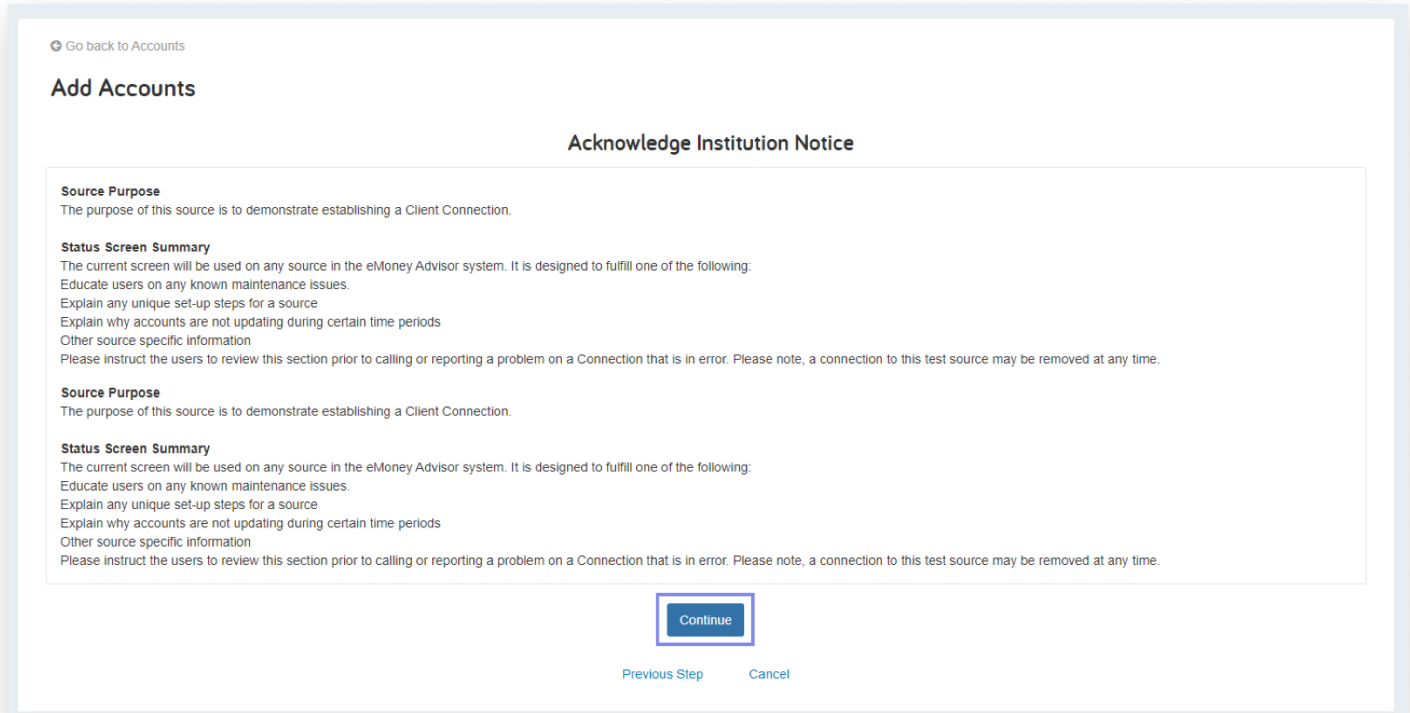 Go back to Accounts
Add Accounts
Acknowledge Institution Notice
Source Purpose
The purpose of this source is to demonstrate establishing a Client Connection.
Status Screen Summary
The current screen will be used on any source in the eMoney Advisor system. It is designed to fulfill one of the following:
Educate users on any known maintenance issues.
Explain any unique set-up steps for a source
Explain why accounts are not updating during certain time periods
Other source specific information
Please instruct the users to review this section prior to calling or reporting a problem on a Connection that is in error. Please note, a connection to this test source may be removed at any time.
Source Purpose
The purpose of this source is to demonstrate establishing a Client Connection.
Status Screen Summary
The current screen will be used on any source in the eMoney Advisor system. It is designed to fulfill one of the following:
Educate users on any known maintenance issues.
Explain any unique set-up steps for a source
Explain why accounts are not updating during certain time periods
Other source specific information
Please instruct the users to review this section prior to calling or reporting a problem on a Connection that is in error. Please note, a connection to this test source may be removed at any time.
Continue
Previous Step Cancel